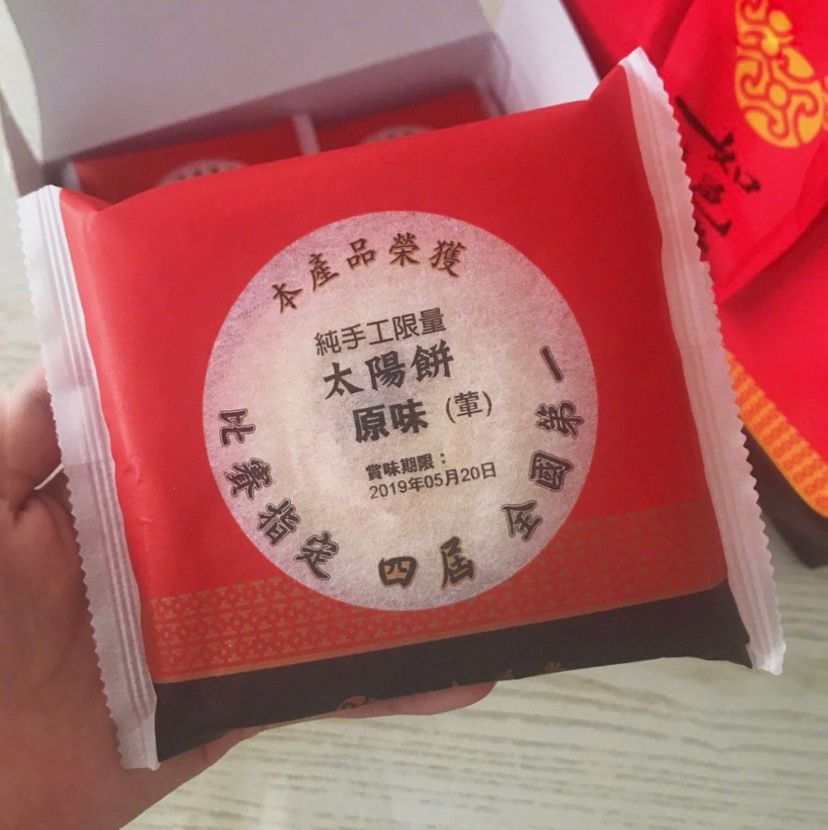 本產品榮獲
純手工限量
太陽餅
原味 (葷)
賞味期限：
2019年05月20日
比賽指定 四屆 全國第一